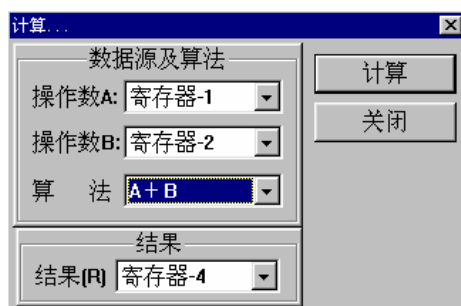 计算...
数据源及算法
操作数A: 寄存器-1
计算
操作数B: 寄存器-2
关闭
算 法 A+B
结果
结果(R) 寄存器-4